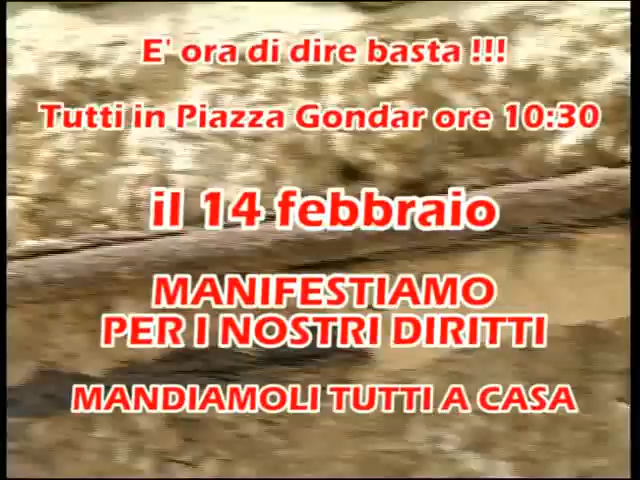 E' ora di dire basta !!!
Tutti in Piazza Gondar ore 10:30
il 14 febbraio
MANIFESTIAMO
PER I NOSTRI DIRITTI
MANDIAMOLI TUTTI A CASA